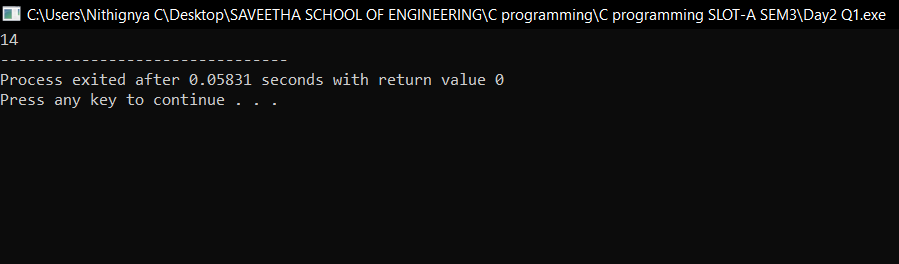 C:\Users\Nithignya C\Desktop\SAVEETHA SCHOOL OF ENGINEERING\C programming\C programming SLOT-A SEM3\Day2 Q1.exe
14
--------------------------------
Process exited after 0.05831 seconds with return value 0
Press any key to continue . . .